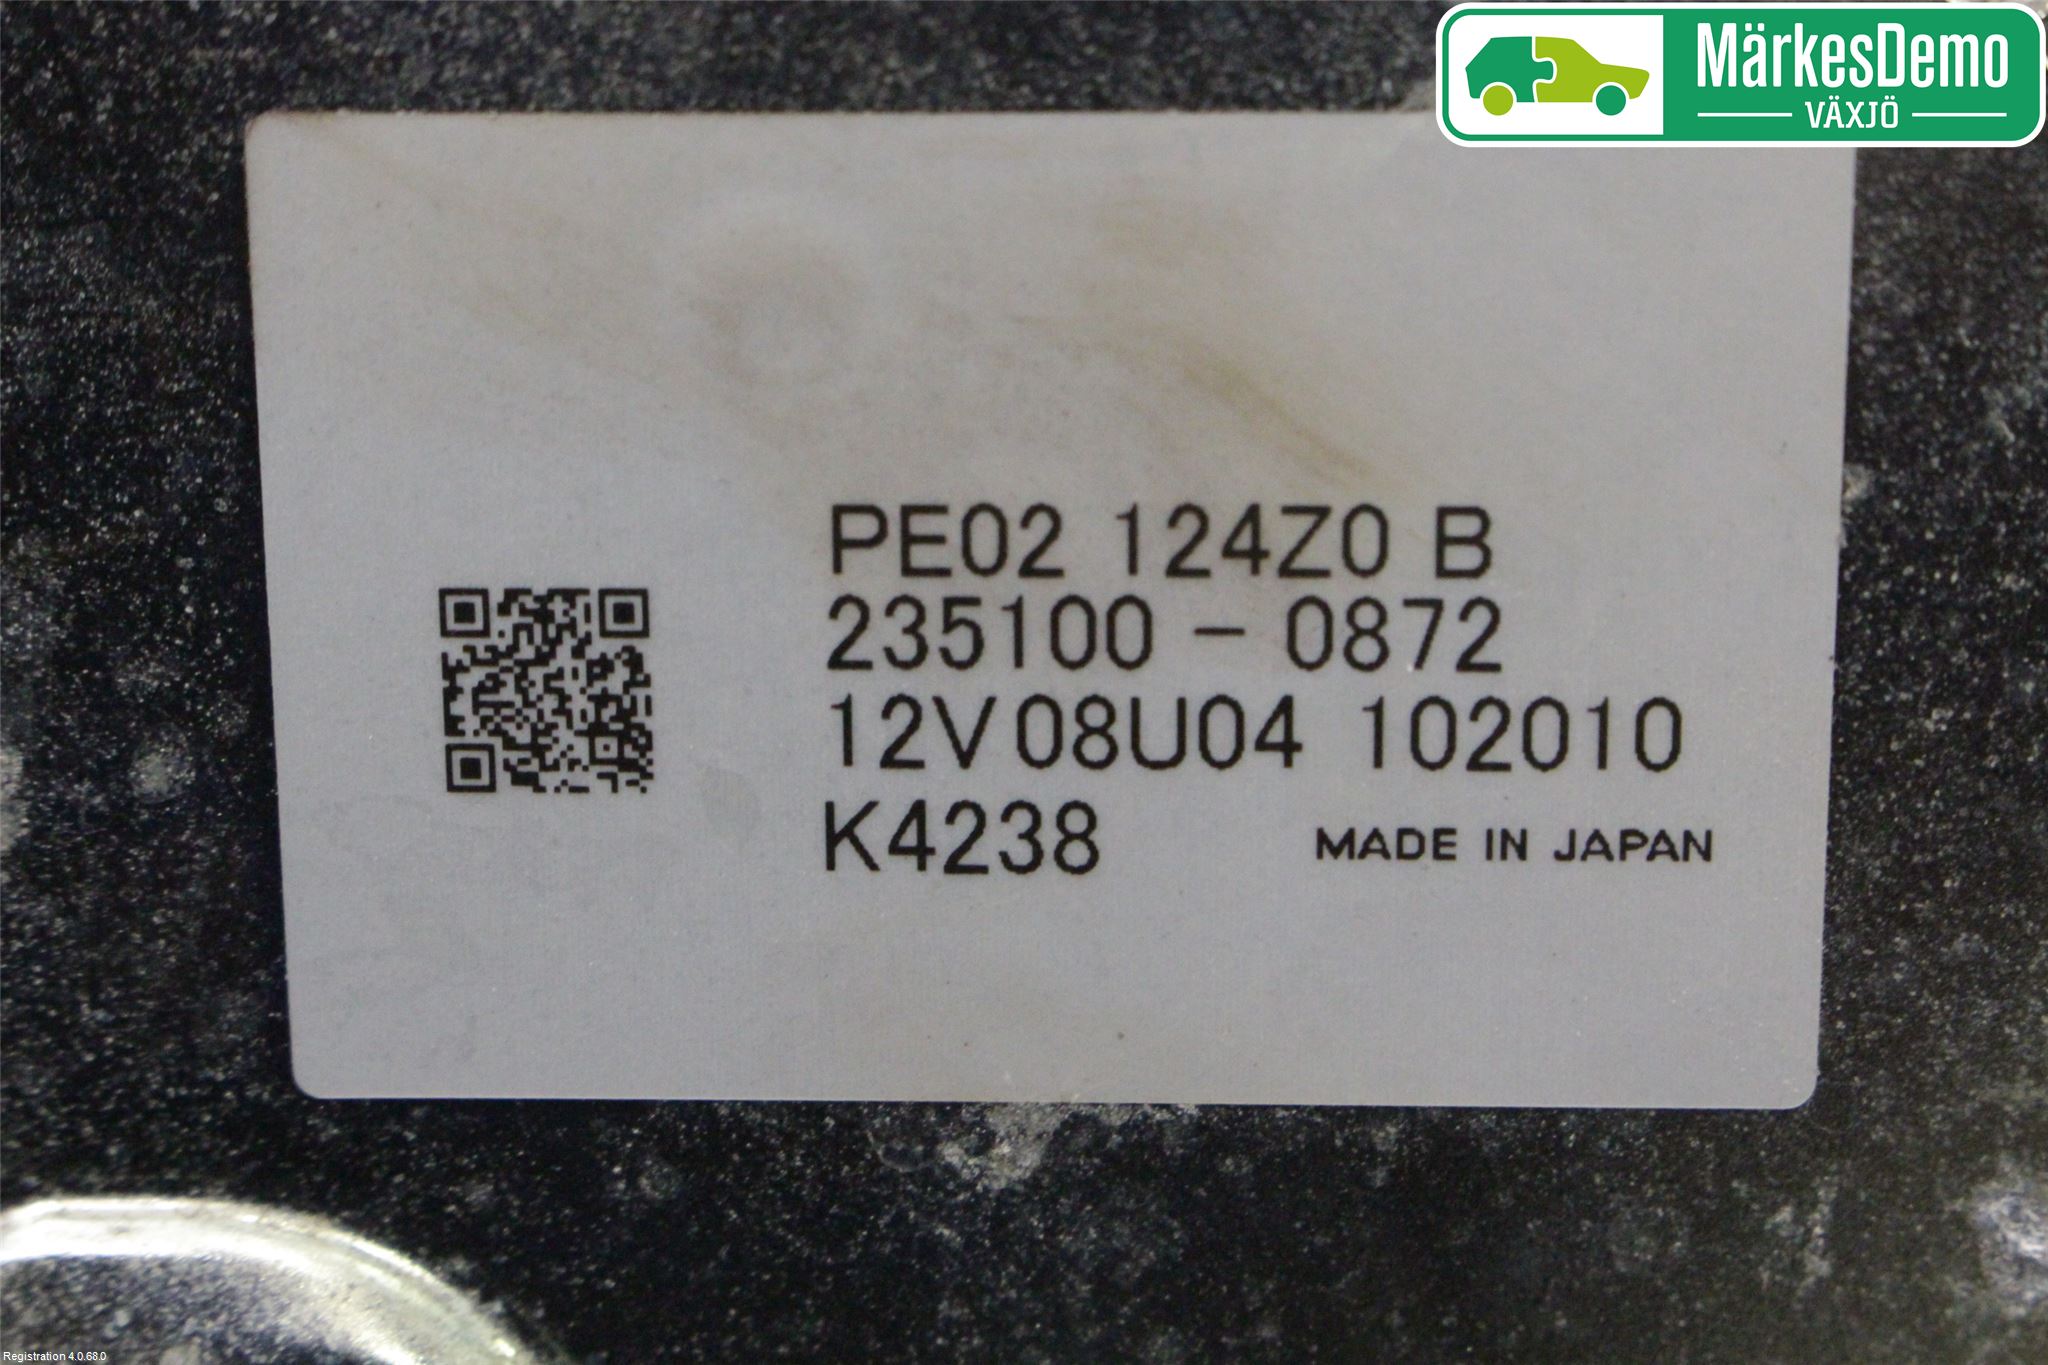 MärkesDemo
VÄXJÖ
PE02 124Z0 B
235100-0872
12V08U04 102010
K4238 MADE IN JAPAN
Registration 4.0.68.0